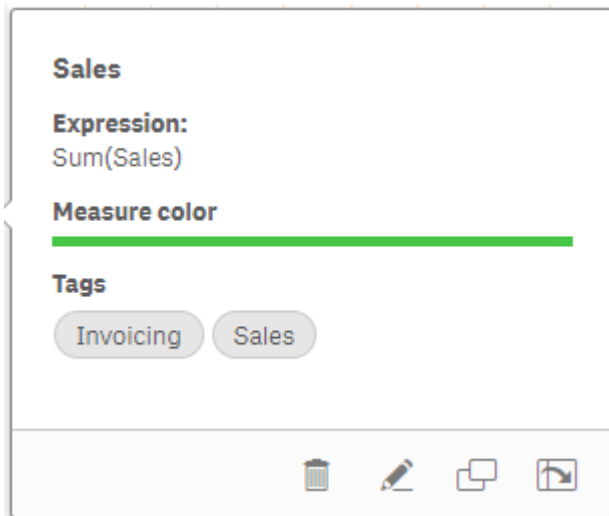 Sales
Expression:
Sum(Sales)
Measure color
Tags
Invoicing Sales